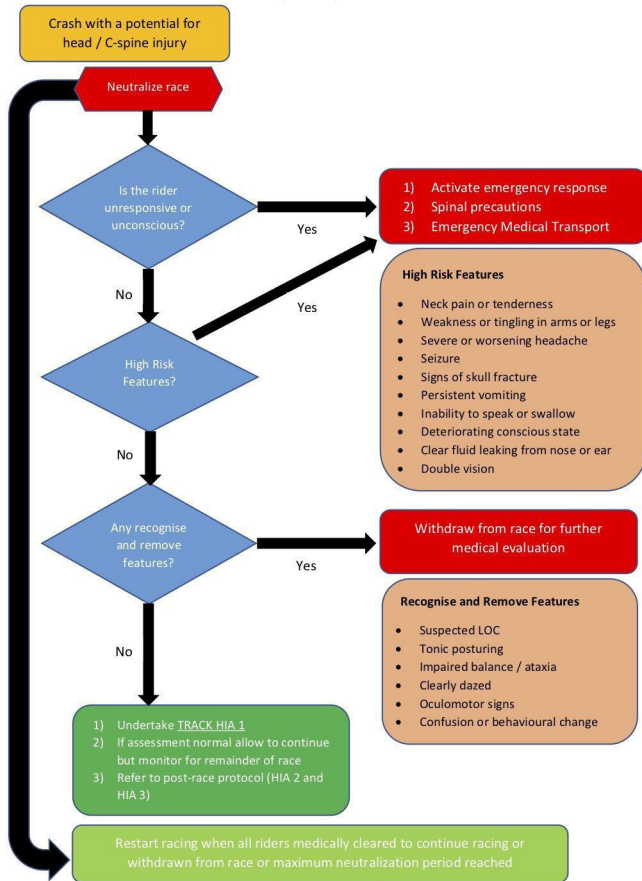 Crash with a potential for
head / C-spine injury
Neutralize race
Is the rider
unresponsive or
unconscious?
Yes
1) Activate emergency response
2) Spinal precautions
3) Emergency Medical Transport
No
Yes
High Risk Features
• Neck pain or tenderness
• Weakness or tingling in arms or legs
• Severe or worsening headache
• Seizure
• Signs of skull fracture
• Persistent vomiting
• Inability to speak or swallow
• Deteriorating conscious state
• Clear fluid leaking from nose or ear
• Double vision
High Risk
Features?
No
Any recognise
and remove
features?
Yes
Withdraw from race for further
medical evaluation
Recognise and Remove Features
• Suspected LOC
• Tonic posturing
• Impaired balance / ataxia
• Clearly dazed
• Oculomotor signs
• Confusion or behavioural change
No
1) Undertake TRACK HIA 1
2) If assessment normal allow to continue
but monitor for remainder of race
3) Refer to post-race protocol (HIA 2 and
HIA 3)
Restart racing when all riders medically cleared to continue racing or
withdrawn from race or maximum neutralization period reached